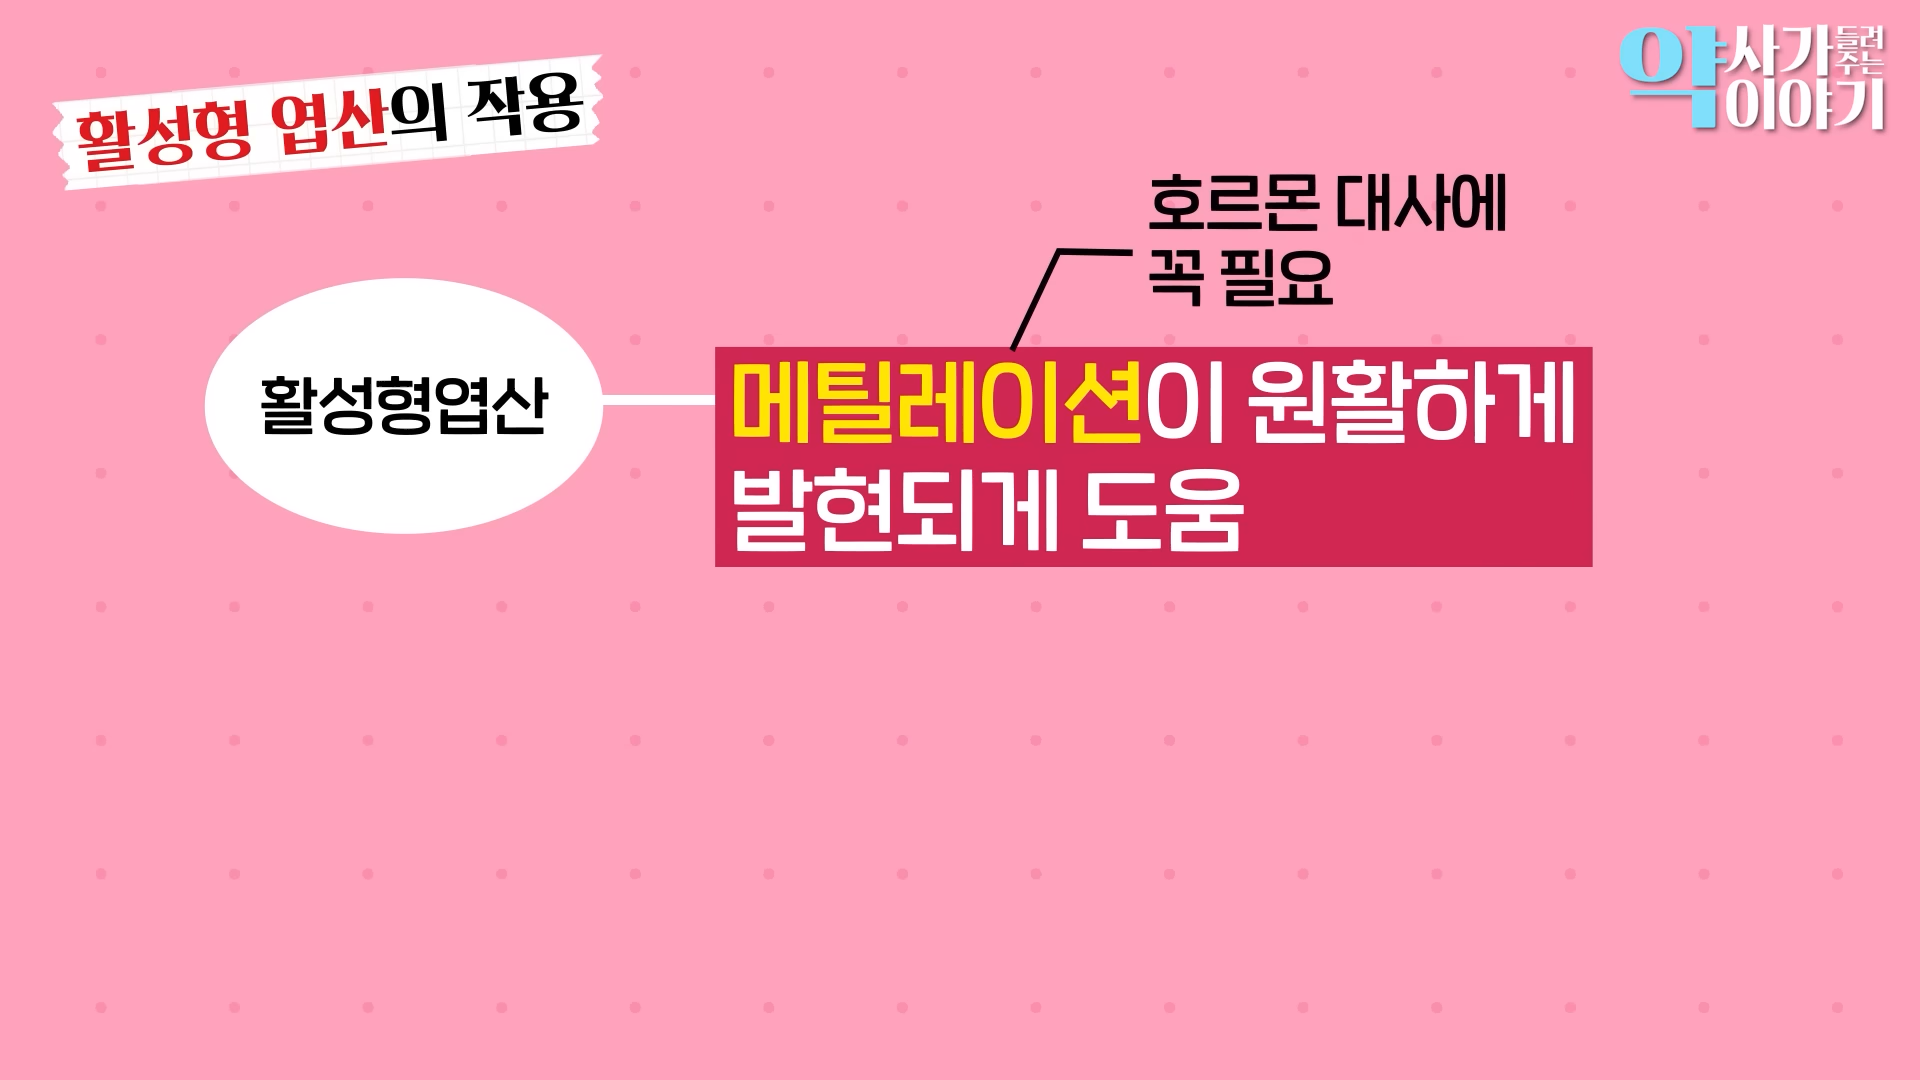 활성형 엽산의 작용
약사가 들려주는
이야기
호르몬 대사에
꼭 필요
활성형엽산
메틸레이션이 원활하게
발현되게 도움